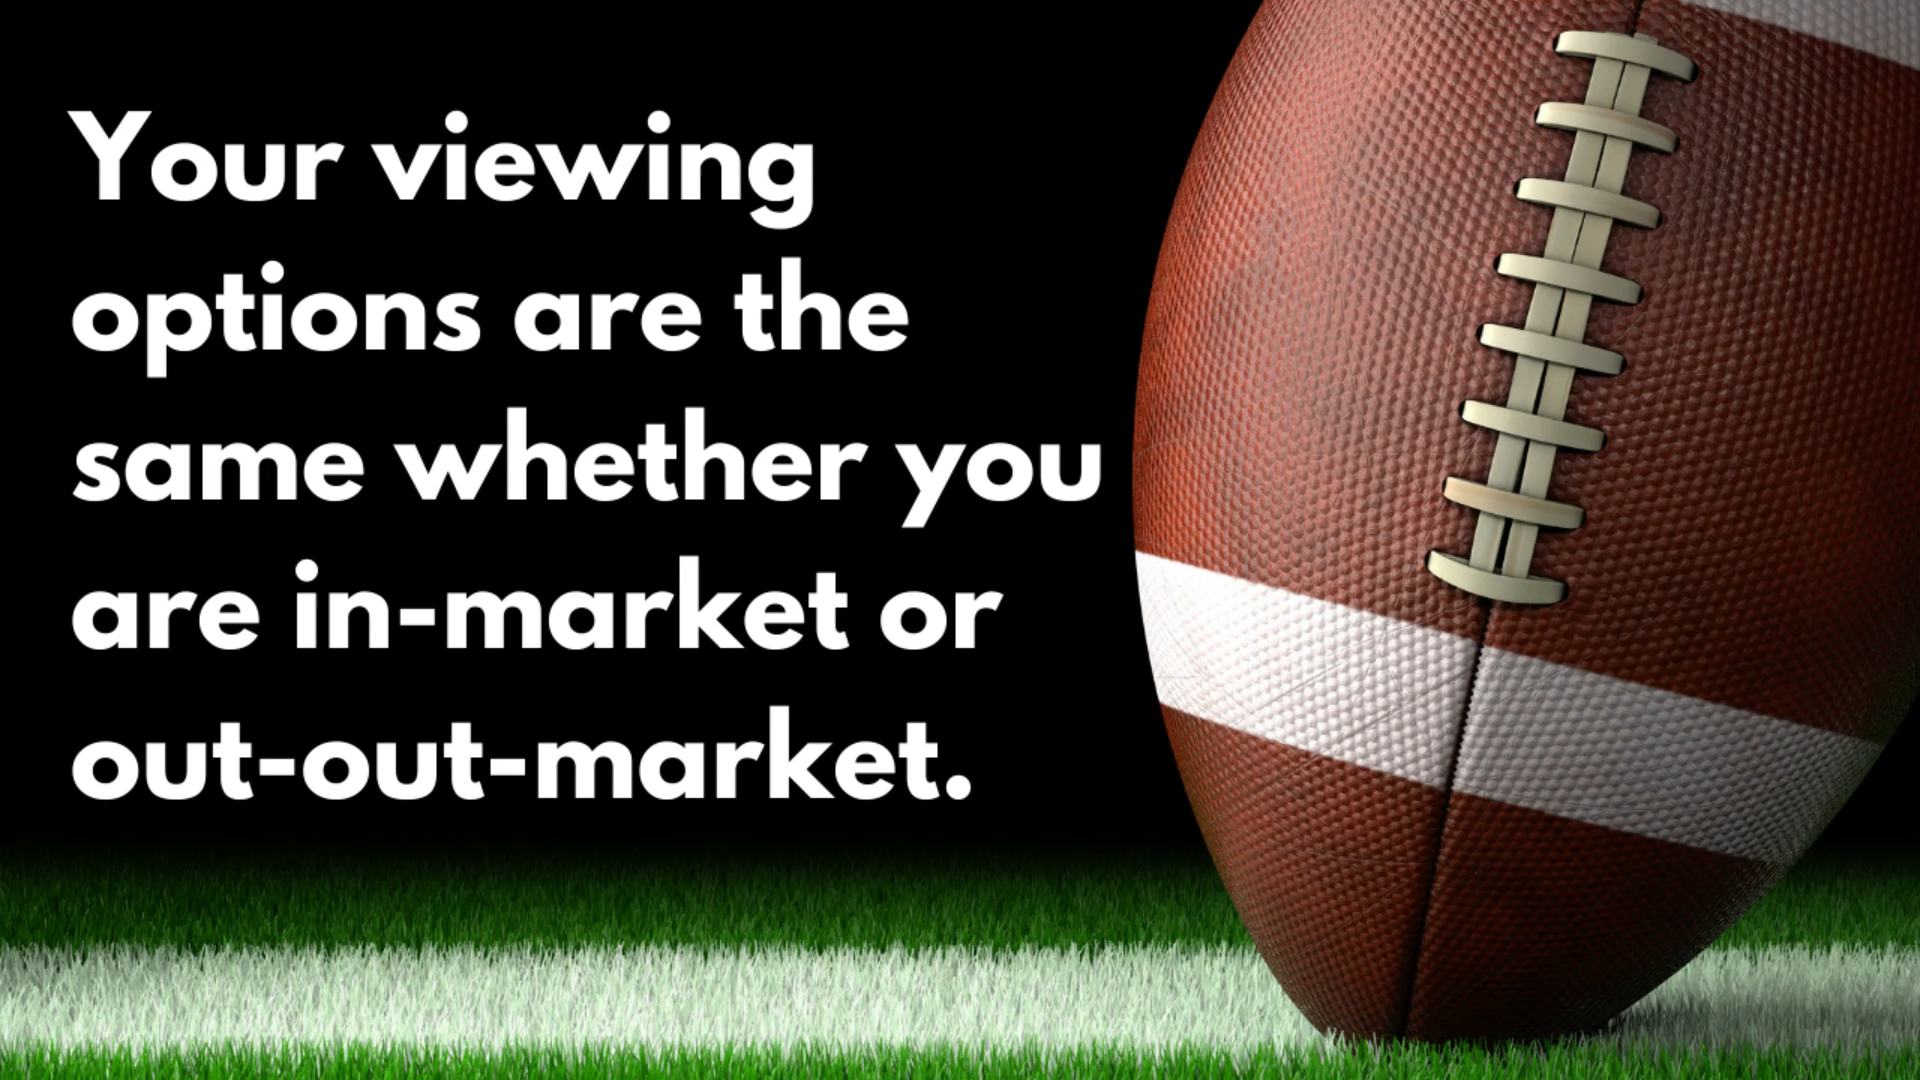 Your viewing
options are the
same whether you
are in-market or
out-out-market.